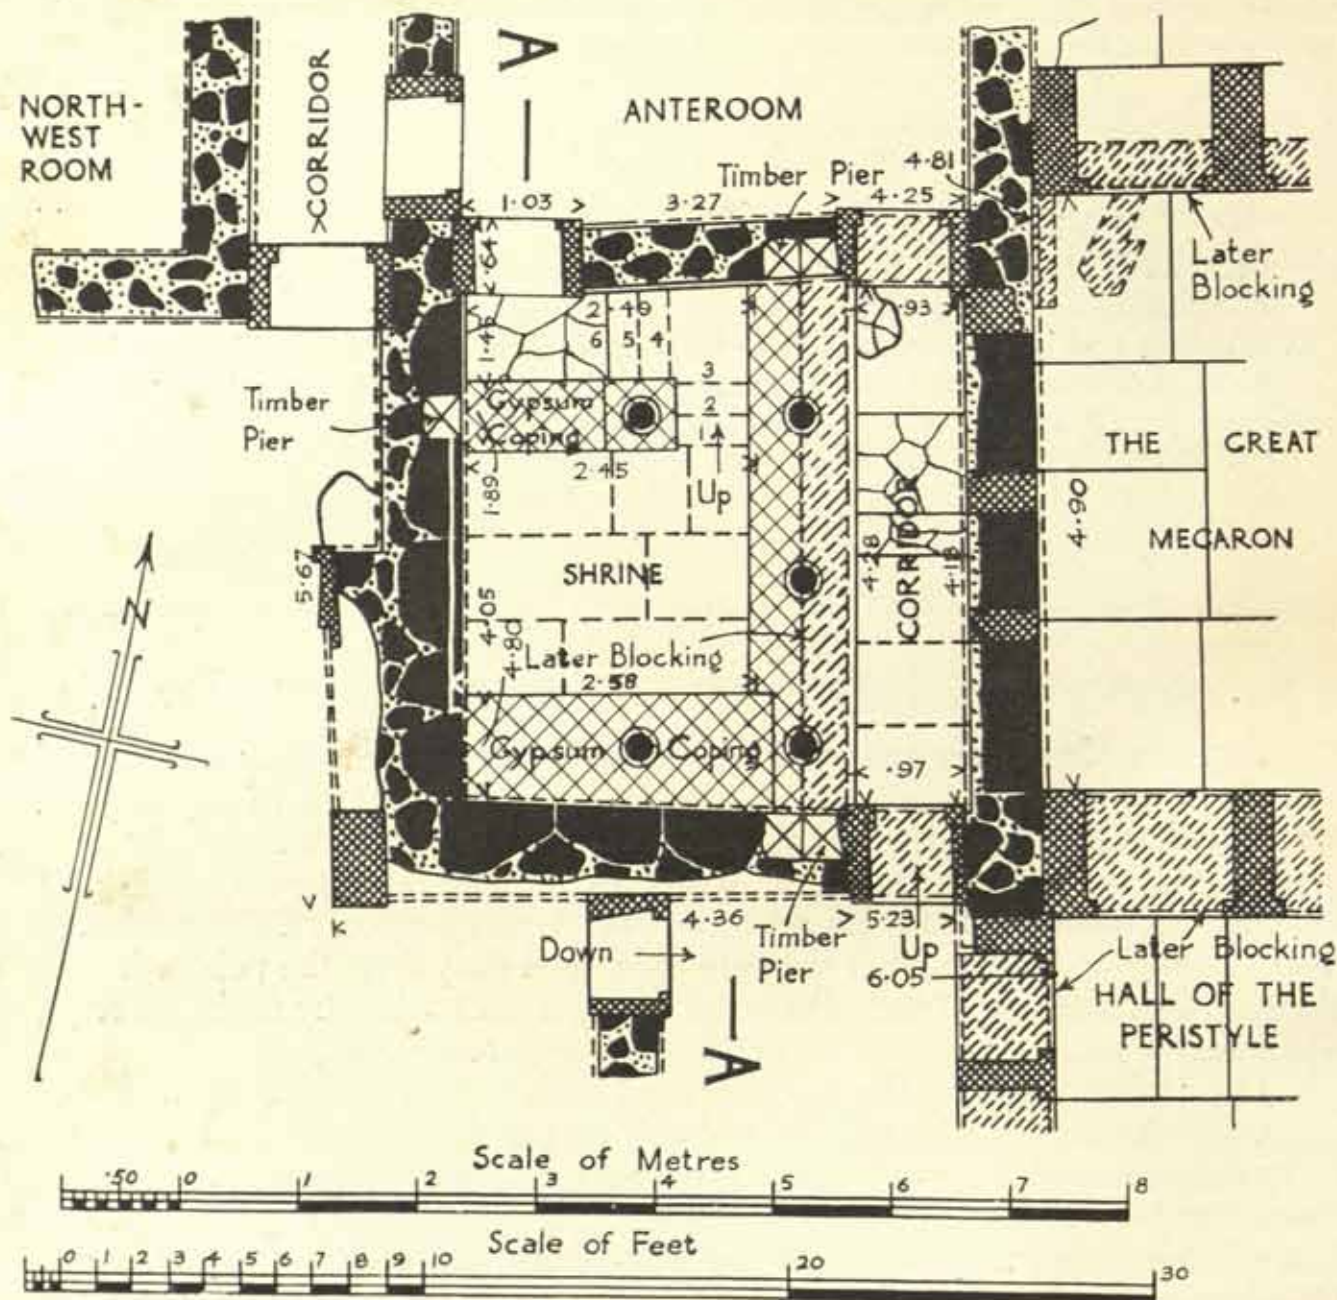 A
NORTH-
WEST
ROOM
CORRIDOR
ANTEROOM
Timber Pier
4·81
1·03
3·27
4·25
·64
Later
Blocking
2·49
·93
6 5 4
3
2
1
Timber
Pier
Gypsum
Coping
2·45
1·89
Up
THE GREAT
4·90
MEGARON
SHRINE
5·67
4·28
CORRIDOR
4·18
4·05
4·80
Later Blocking
2·58
Gypsum Coping
·97
N
4·36
5·23
Down
Timber
Pier
Up
6·05
Later Blocking
HALL OF THE
PERISTYLE
A
Scale of Metres
·50 0 1 2 3 4 5 6 7 8
Scale of Feet
0 1 2 3 4 5 6 7 8 9 10 20 30